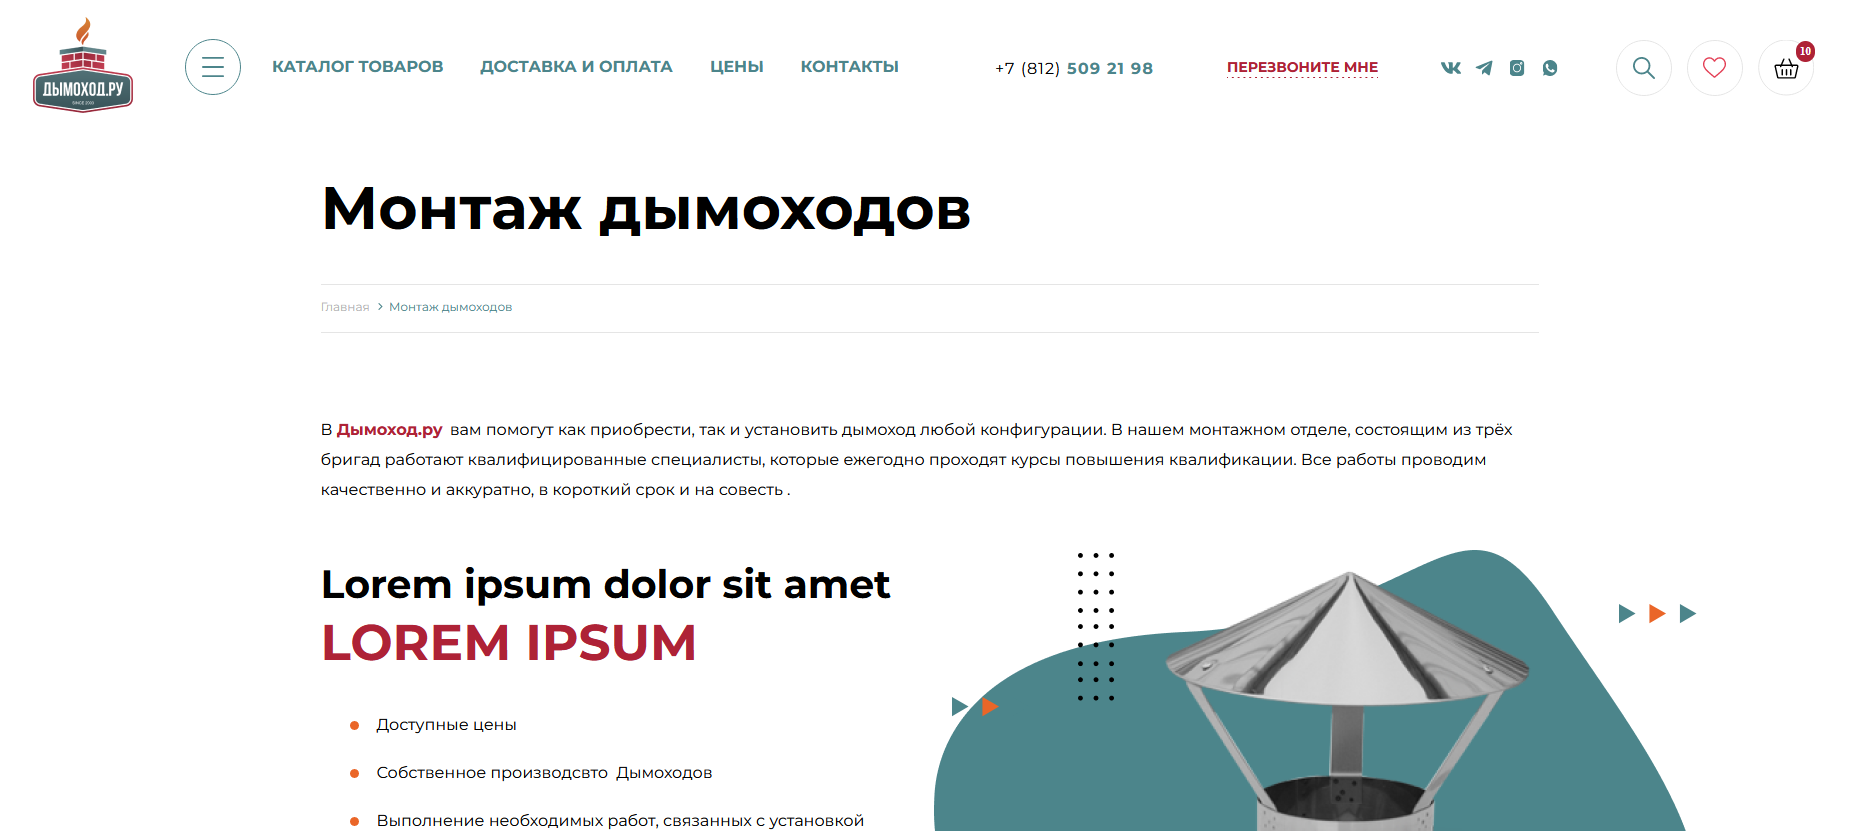 ДЫМОХОД.РУ
SINCE 2000
КАТАЛОГ ТОВАРОВ
ДОСТАВКА И ОПЛАТА
ЦЕНЫ
КОНТАКТЫ
+7 (812) 509 21 98
ПЕРЕЗВОНИТЕ МНЕ
10
Монтаж дымоходов
Главная > Монтаж дымоходов
В Дымоход.ру вам помогут как приобрести, так и установить дымоход любой конфигурации. В нашем монтажном отделе, состоящим из трёх
бригад работают квалифицированные специалисты, которые ежегодно проходят курсы повышения квалификации. Все работы проводим
качественно и аккуратно, в короткий срок и на совесть .
Lorem ipsum dolor sit amet
LOREM IPSUM
Доступные цены
Собственное производсвто Дымоходов
Выполнение необходимых работ, связанных с установкой